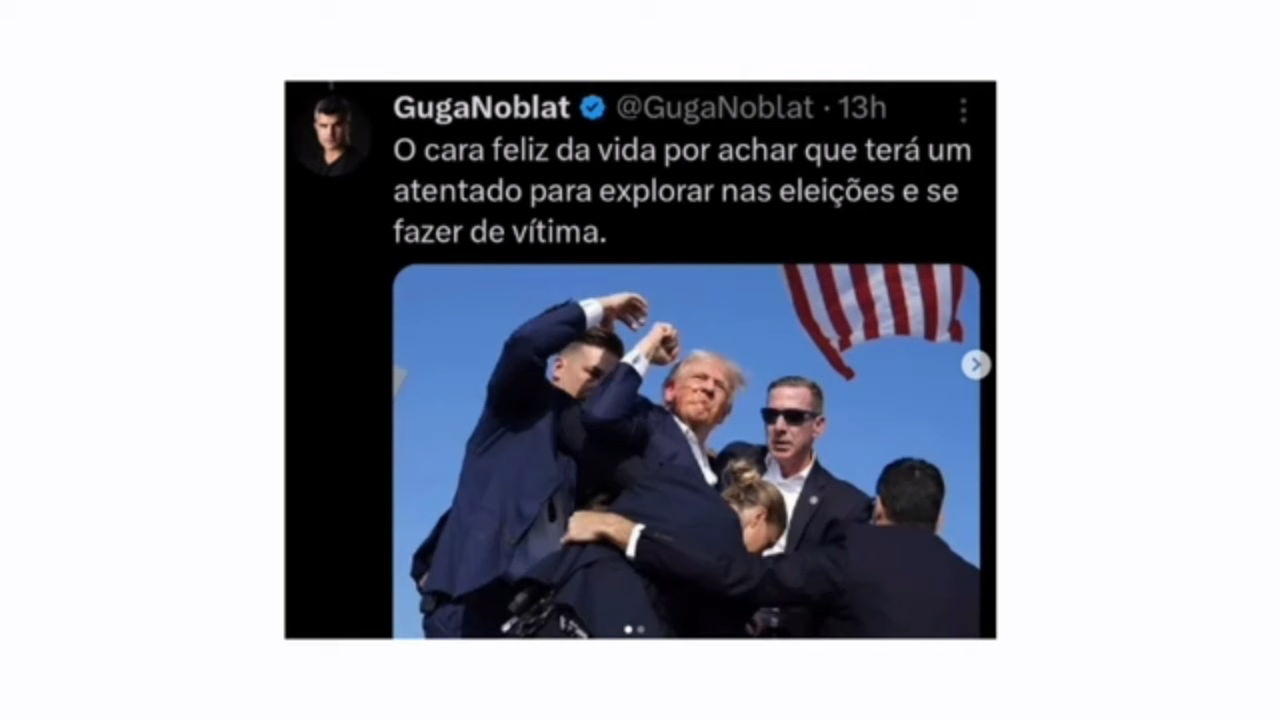 GugaNoblat @GugaNoblat · 13h
O cara feliz da vida por achar que terá um
atentado para explorar nas eleições e se
fazer de vítima.